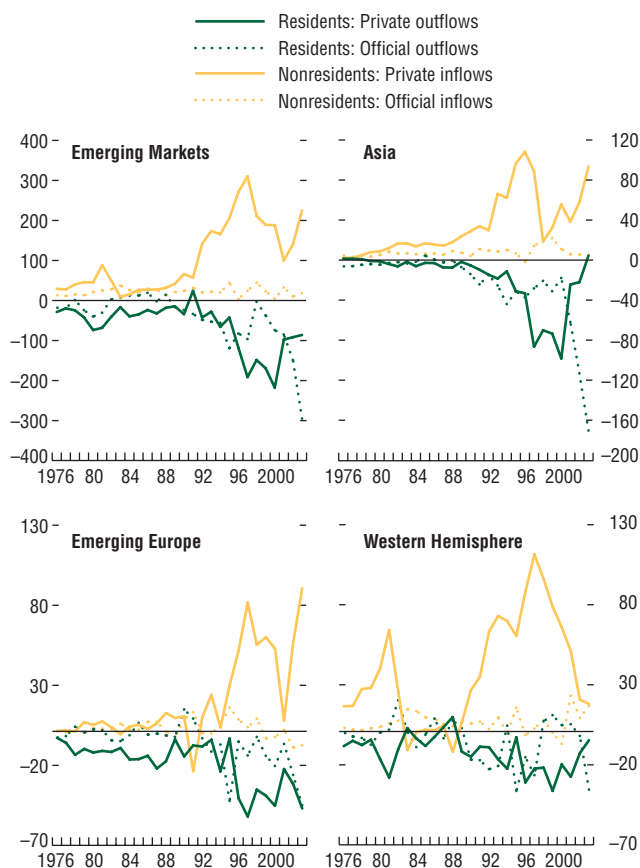 Residents: Private outflows
Residents: Official outflows
Nonresidents: Private inflows
Nonresidents: Official inflows
Emerging Markets
400
300
200
100
0
–100
–200
–300
–400
1976 80 84 88 92 96 2000
Asia
120
80
40
0
–40
–80
–120
–160
–200
1976 80 84 88 92 96 2000
Emerging Europe
130
80
30
–20
–70
1976 80 84 88 92 96 2000
Western Hemisphere
130
80
30
–20
–70
1976 80 84 88 92 96 2000